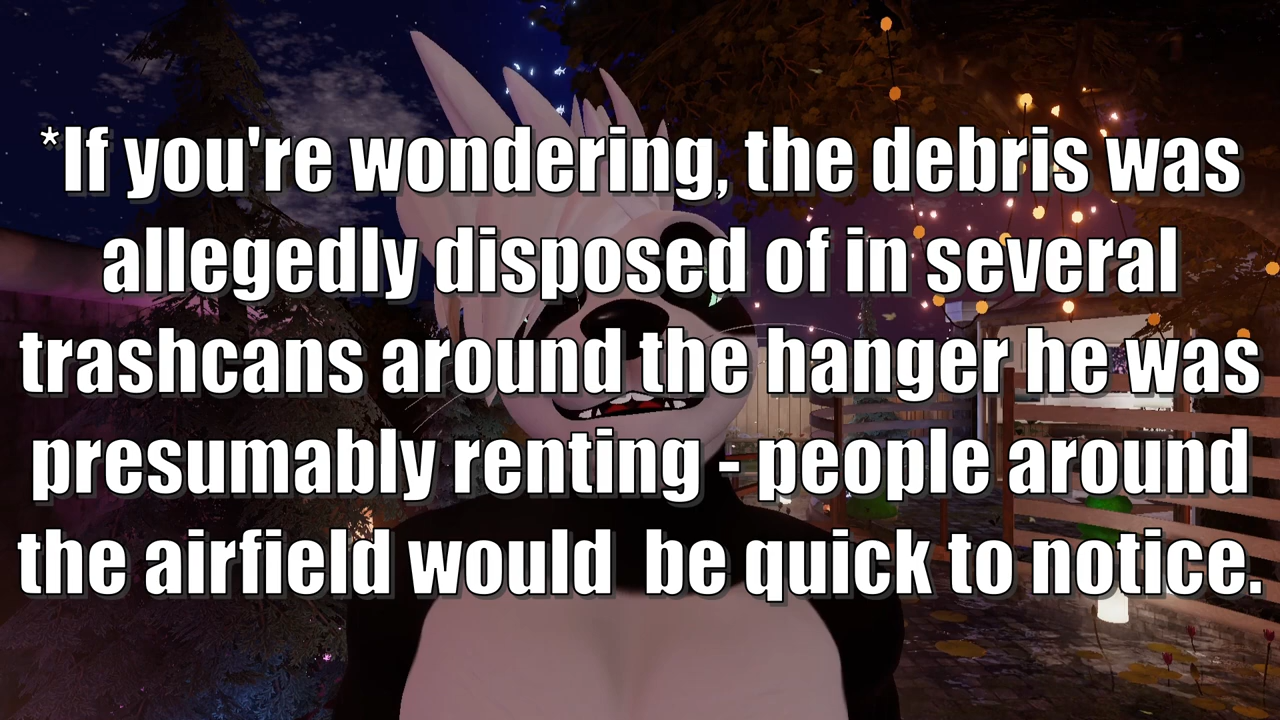 *If you're wondering, the debris was
allegedly disposed of in several
trashcans around the hanger he was
presumably renting - people around
the airfield would  be quick to notice.